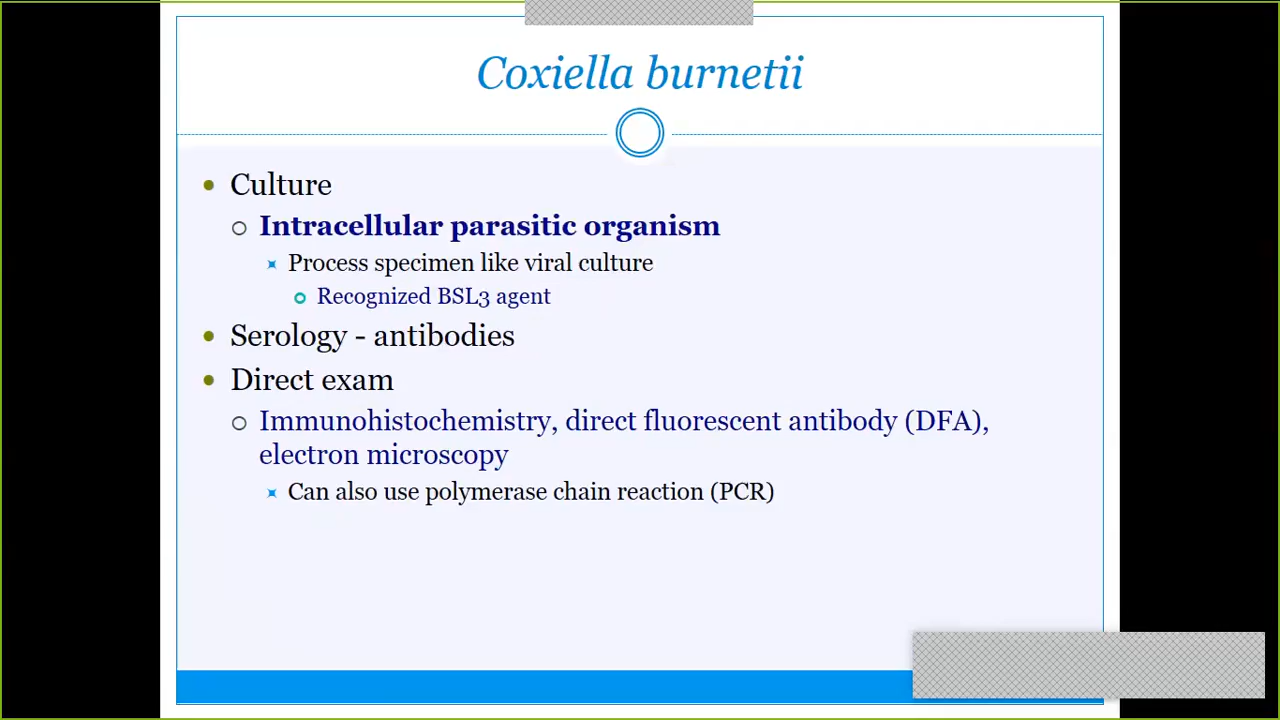 Coxiella burnetii
Culture
Intracellular parasitic organism
Process specimen like viral culture
Recognized BSL3 agent
Serology - antibodies
Direct exam
Immunohistochemistry, direct fluorescent antibody (DFA),
electron microscopy
Can also use polymerase chain reaction (PCR)